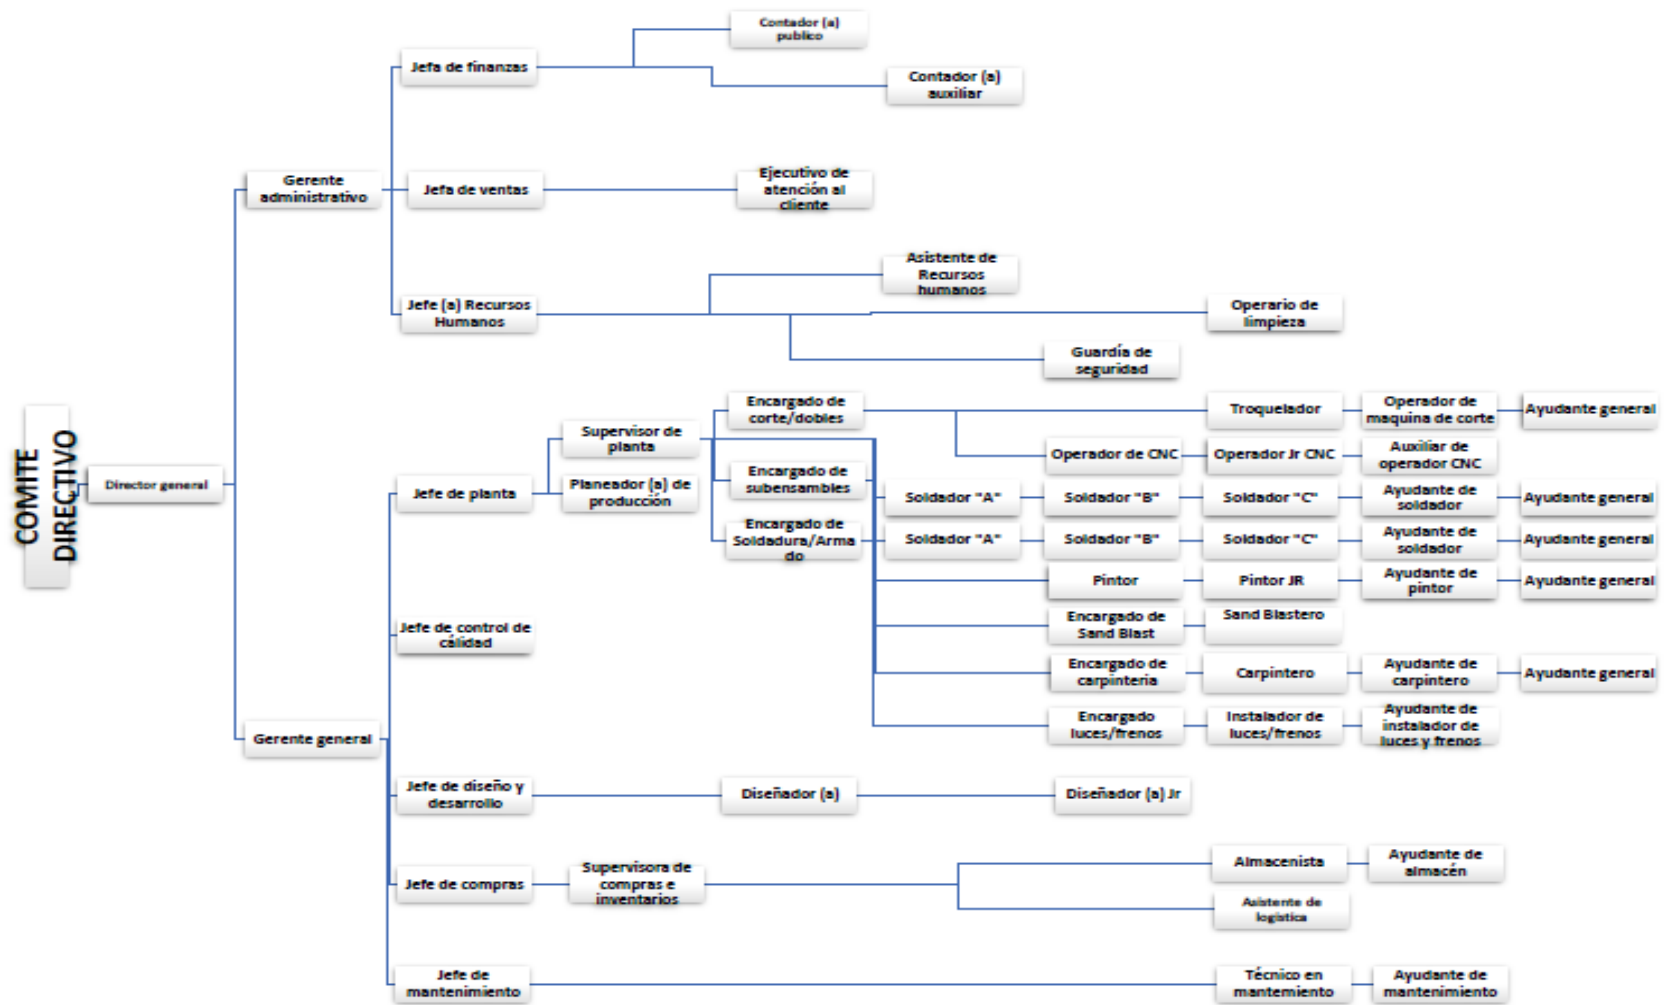 Contador (a)
publico
Jefa de finanzas
Contador (a)
auxiliar
Gerente
administrativo
Jefa de ventas
Ejecutivo de
atención al
cliente
Asistente de
Recursos
humanos
Jefe (a) Recursos
Humanos
Operario de
limpieza
Guardía de
seguridad
COMITE
DIRECTIVO
Director general
Encargado de
corte/dobles
Troquelador
Operador de
maquina de corte
Ayudante general
Supervisor de
planta
Operador de CNC
Operador Jr CNC
Auxiliar de
operador CNC
Jefe de planta
Planeador (a) de
producción
Encargado de
subensambles
Soldador "A"
Soldador "B"
Soldador "C"
Ayudante de
soldador
Ayudante general
Encargado de
Soldadura/Arma
do
Soldador "A"
Soldador "B"
Soldador "C"
Ayudante de
soldador
Ayudante general
Pintor
Pintor JR
Ayudante de
pintor
Ayudante general
Jefe de control de
cálidad
Encargado de
Sand Blast
Sand Blastero
Encargado de
carpinteria
Carpintero
Ayudante de
carpintero
Ayudante general
Gerente general
Encargado
luces/frenos
Instalador de
luces/frenos
Ayudante de
instalador de
luces y frenos
Jefe de diseño y
desarrollo
Diseñador (a)
Diseñador (a) Jr
Jefe de compras
Supervisora de
compras e
inventarios
Almacenista
Ayudante de
almacén
Asistente de
logistica
Jefe de
mantenimiento
Técnico en
mantemiento
Ayudante de
mantenimiento